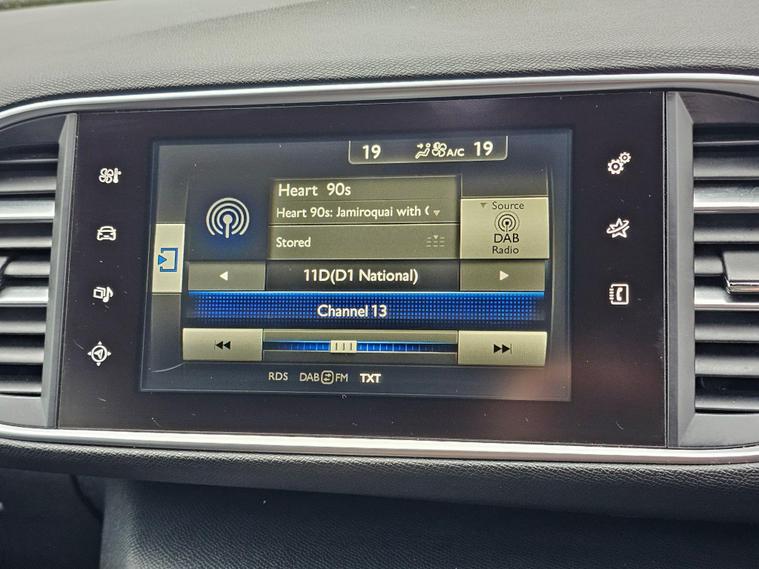 19 A/C 19
Heart 90s
Heart 90s: Jamiroquai with
Source
Stored
DAB
Radio
11D(D1 National)
Channel 13
RDS DAB FM TXT